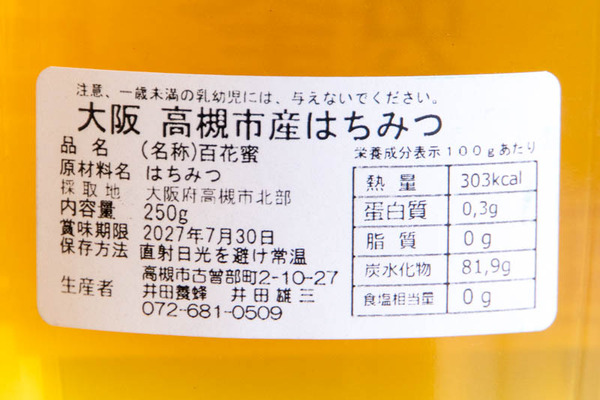 注意、一歳未満の乳幼児には、与えないでください。
大阪 高槻市産はちみつ
品名 (名称)百花蜜
原材料名 はちみつ
採取地 大阪府高槻市北部
内容量 250g
賞味期限 2027年7月30日
保存方法 直射日光を避け常温
生産者 高槻市古曽部町2-10-27
井田養蜂 井田雄三
072-681-0509
栄養成分表示100gあたり
熱量 303kcal
蛋白質 0,3g
脂質 0g
炭水化物 81,9g
食塩相当量 0g